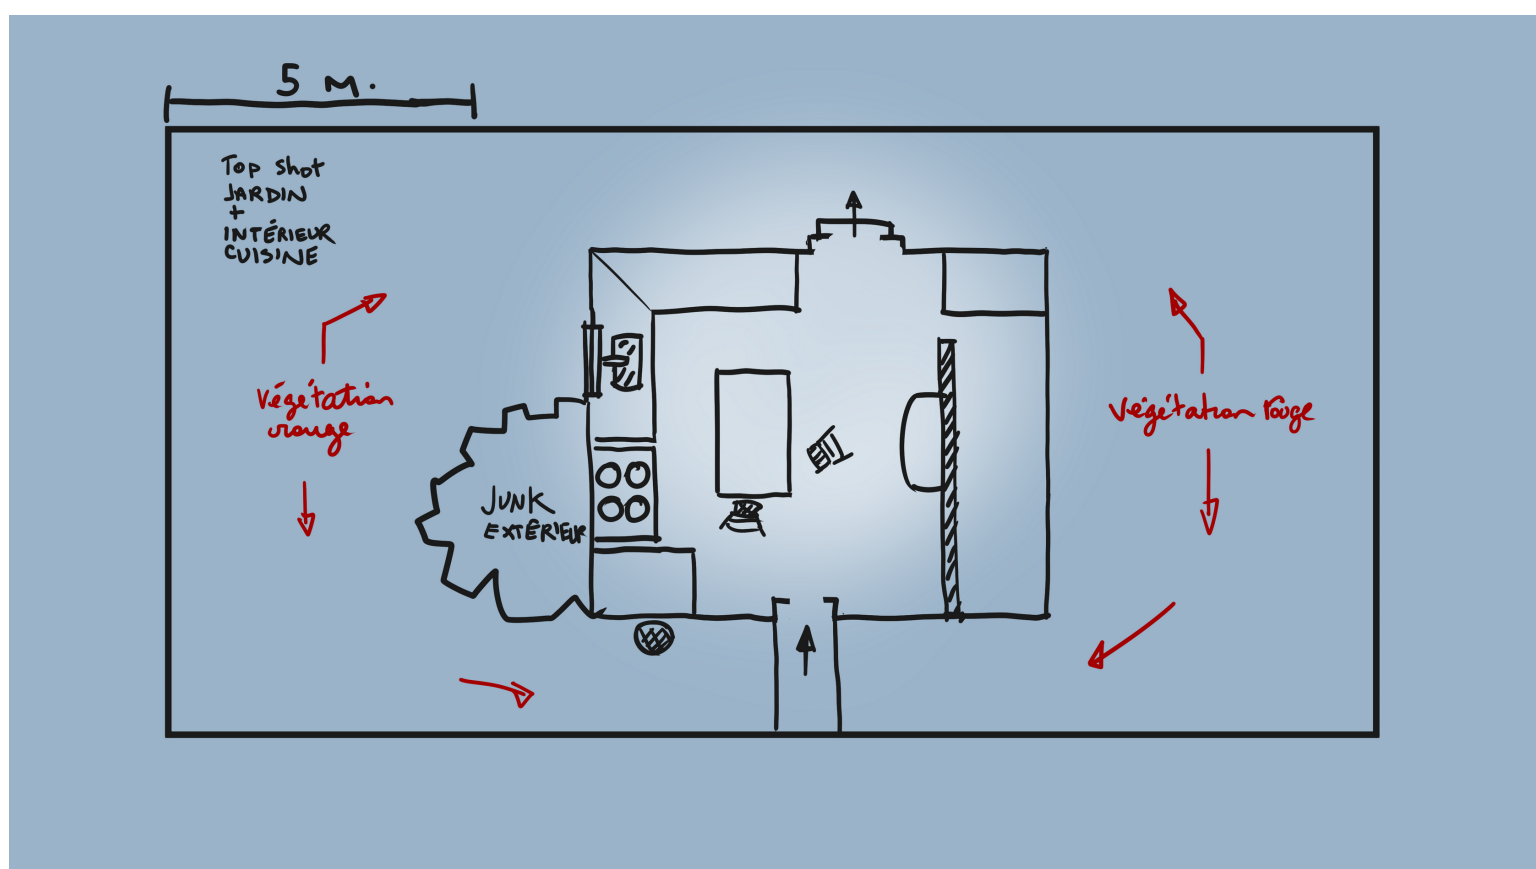 5 M.
Top shot
JARDIN
+
INTÉRIEUR
CUISINE
Végétation
rouge
Végétation rouge
JUNK
EXTÉRIEUR